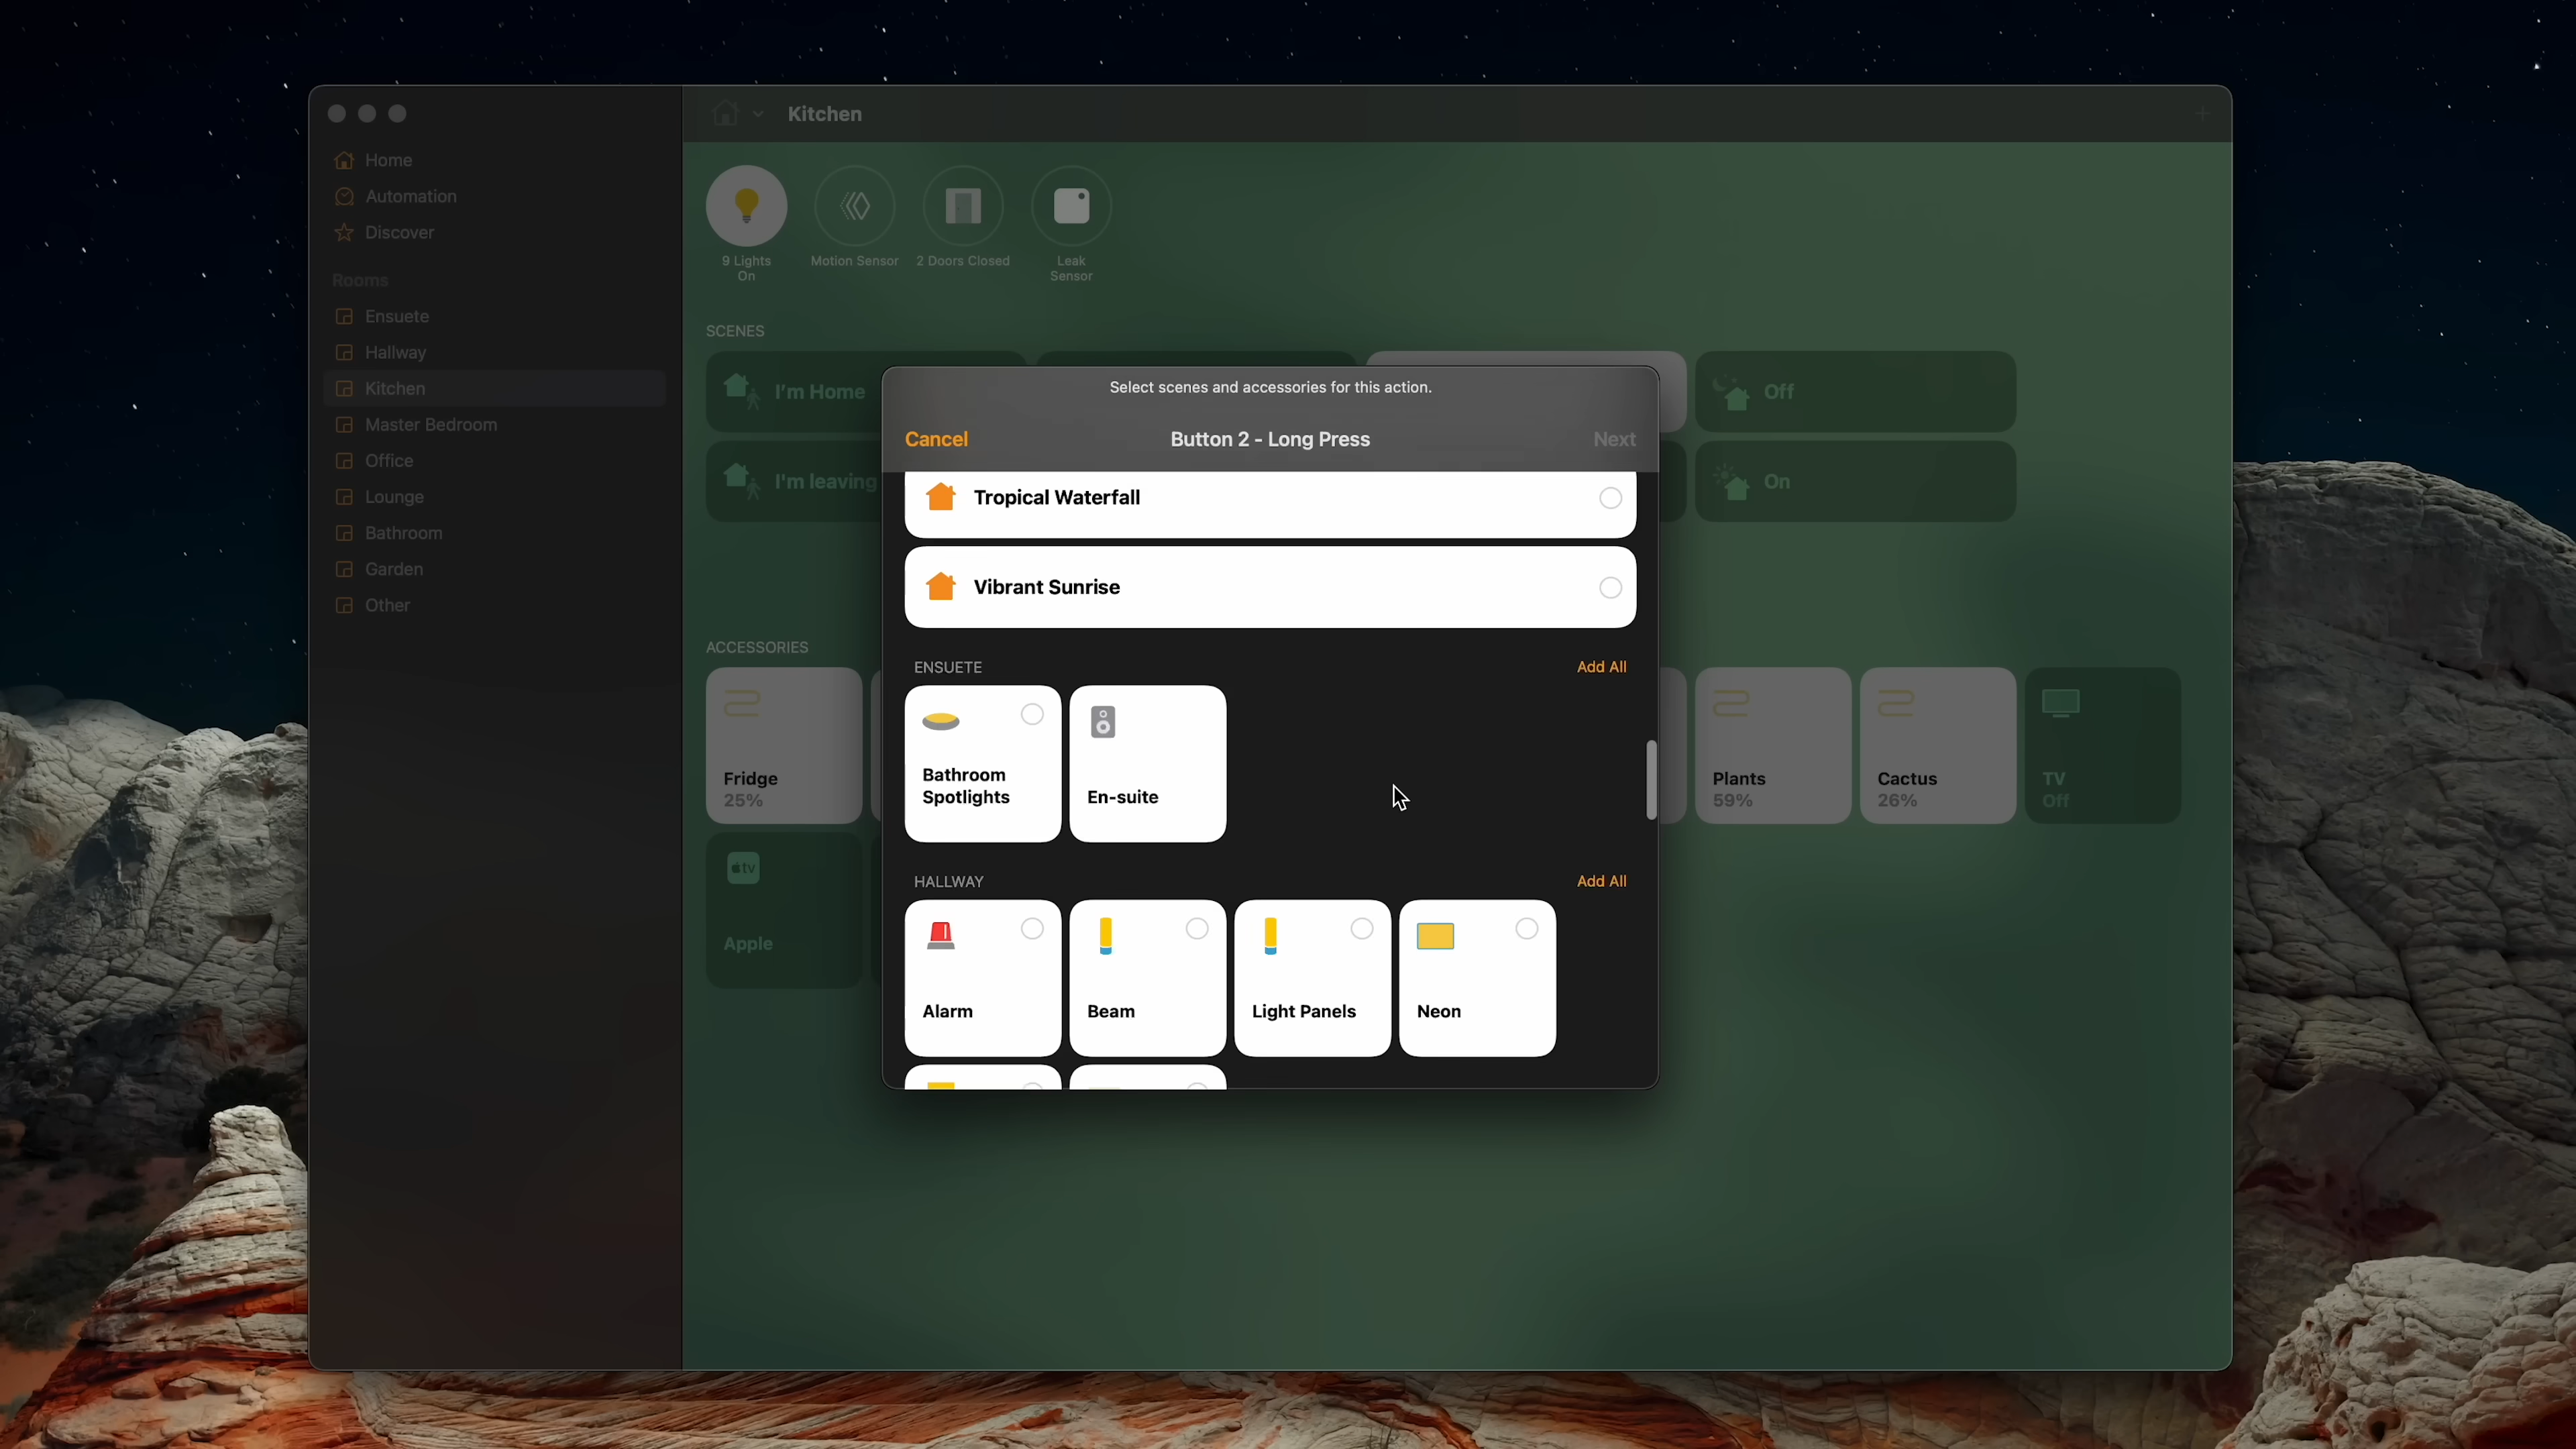 Kitchen
Home
Automation
Discover
Rooms
Ensuete
Hallway
Kitchen
Master Bedroom
Office
Lounge
Bathroom
Garden
Other
9 Lights
On
Motion Sensor
2 Doors Closed
Leak
Sensor
SCENES
I'm Home
Off
I'm leaving
On
Select scenes and accessories for this action.
Cancel
Button 2 - Long Press
Next
Tropical Waterfall
Vibrant Sunrise
ENSUETE
Add All
Bathroom
Spotlights
En-suite
HALLWAY
Add All
Alarm
Beam
Light Panels
Neon
ACCESSORIES
Fridge
25%
Plants
59%
Cactus
26%
TV
Off
tv
Apple